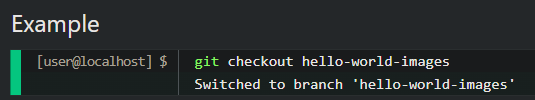 Example
[user@localhost] $ git checkout hello-world-images
Switched to branch 'hello-world-images'